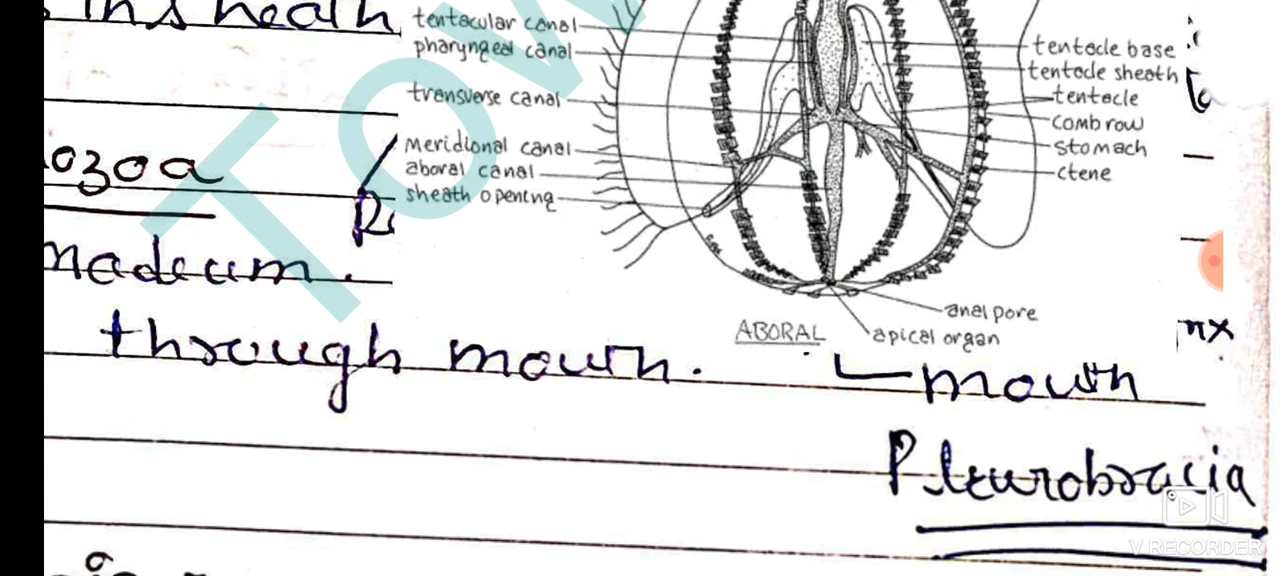 tentacular canal
pharyngeal canal
transverse canal
meridional canal
aboral canal
sheath opening
tentacle base
tentacle sheath
tentacle
comb row
stomach
ctene
anal pore
apical organ
ABORAL
ozoa
madeum.
through mouth.
mouth
Pleurobracia
TOW
V RECORDER